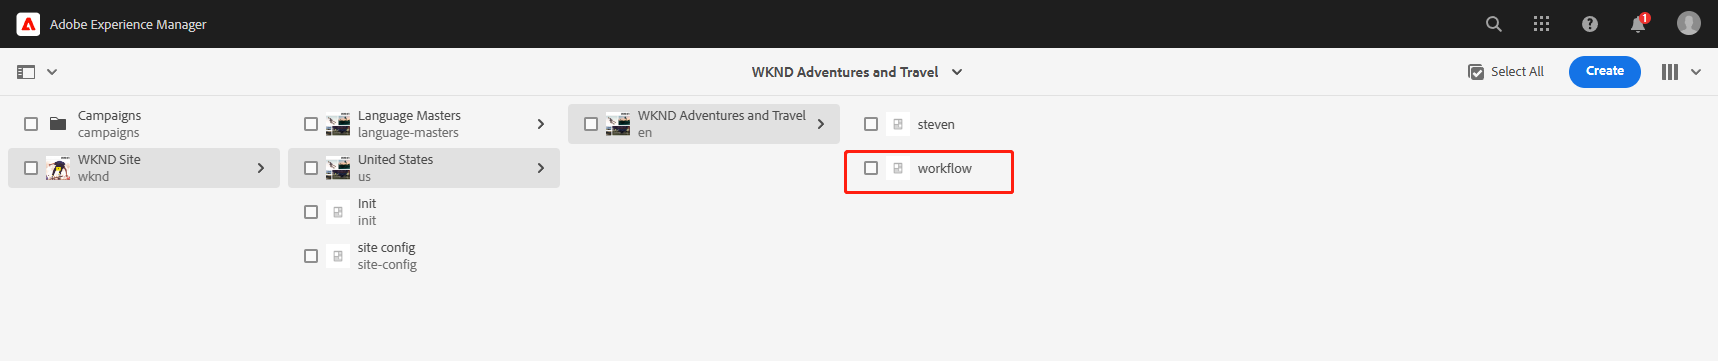 Adobe Experience Manager
1
WKND Adventures and Travel
Select All
Create
Campaigns
campaigns
WKND Site
wknd
Language Masters
language-masters
United States
us
Init
init
site config
site-config
WKND Adventures and Travel
en
steven
workflow